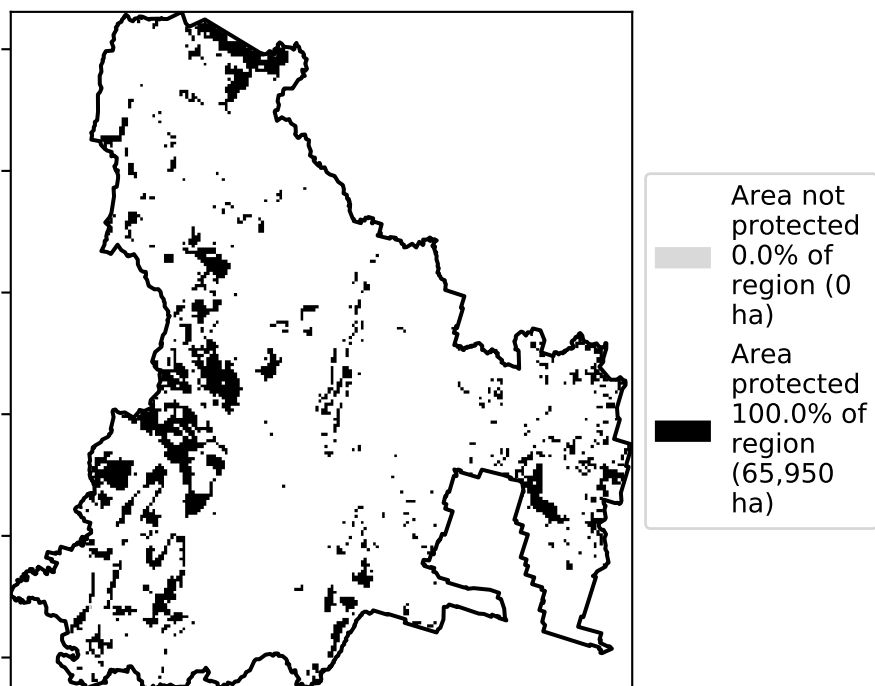 Area not
protected
0.0% of
region (0
ha)
Area
protected
100.0% of
region
(65,950
ha)